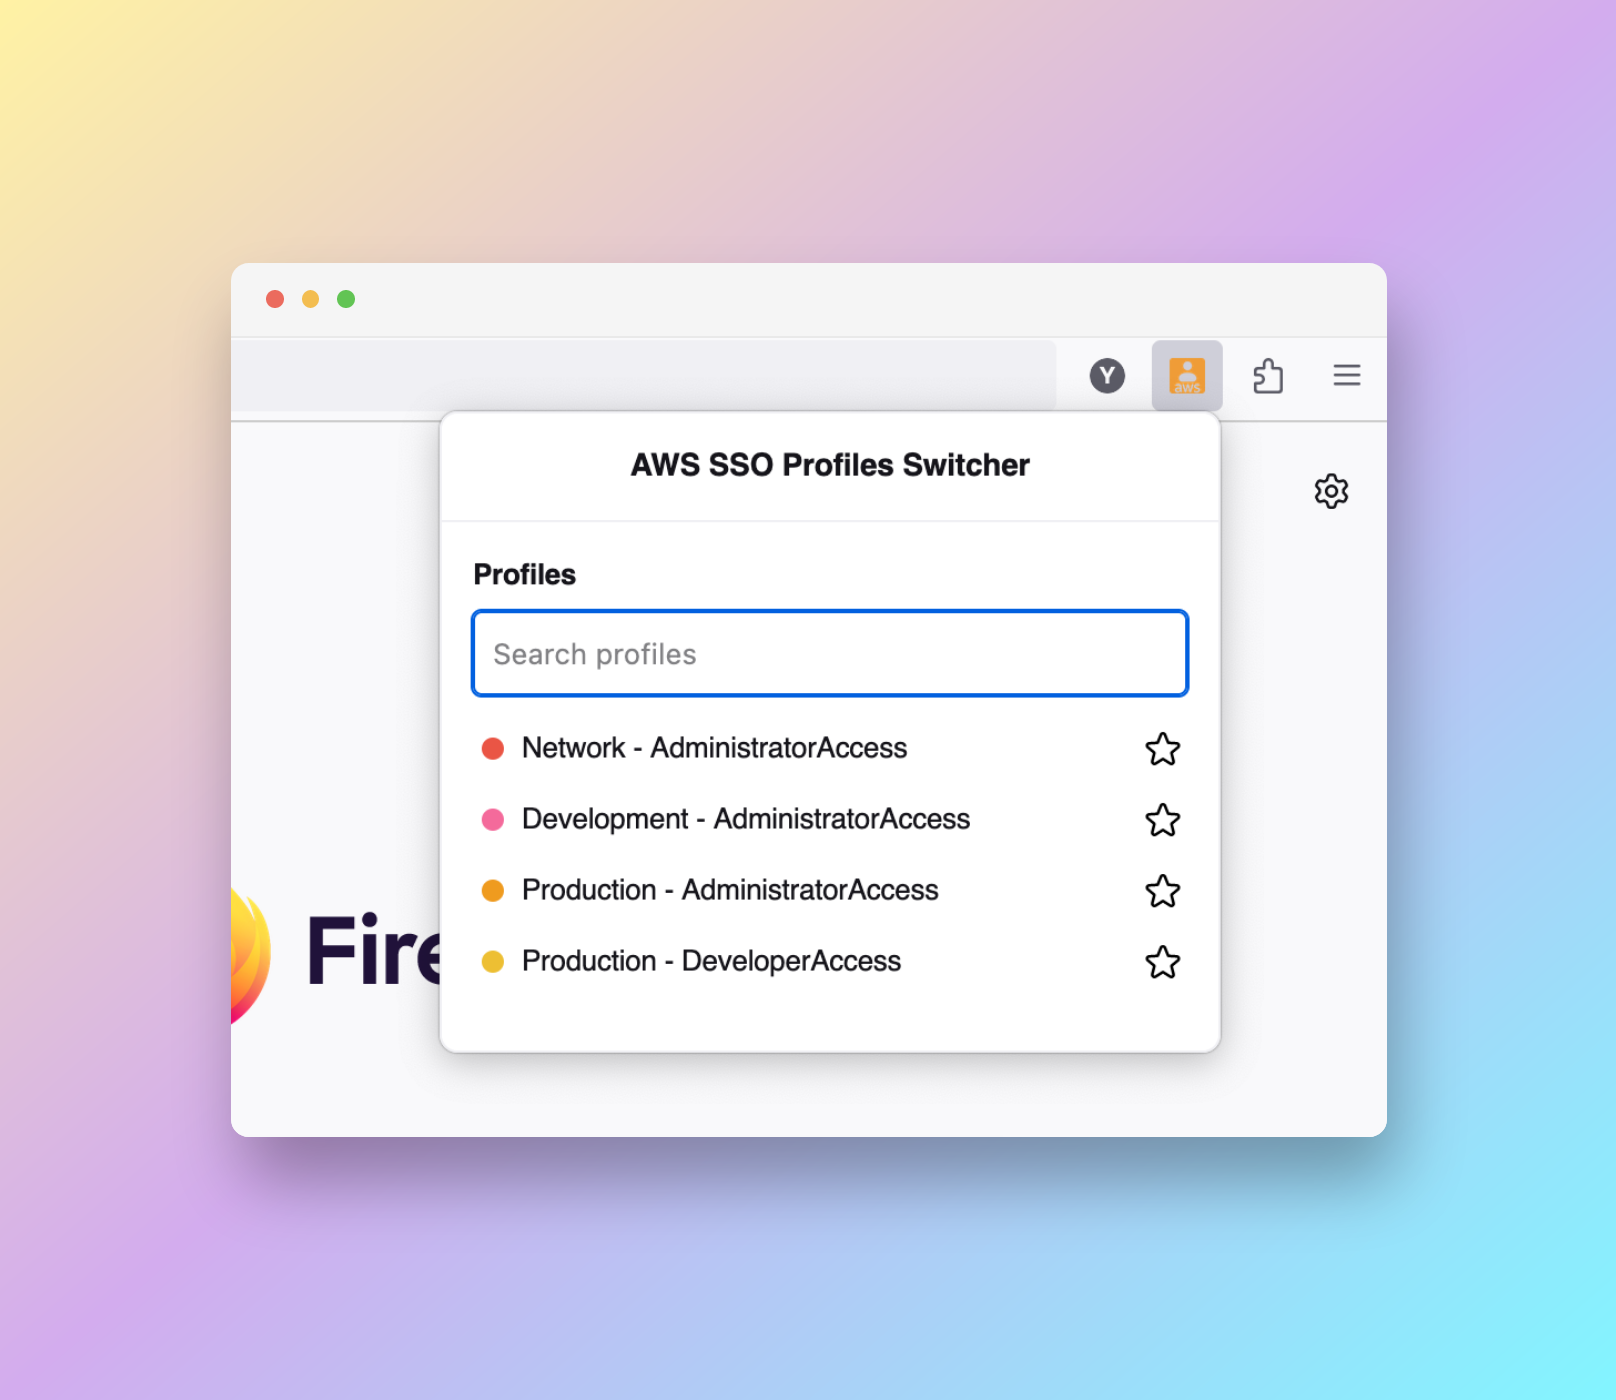 Y
aws
AWS SSO Profiles Switcher
Profiles
Search profiles
Network - AdministratorAccess
Development - AdministratorAccess
Production - AdministratorAccess
Production - DeveloperAccess
Fire